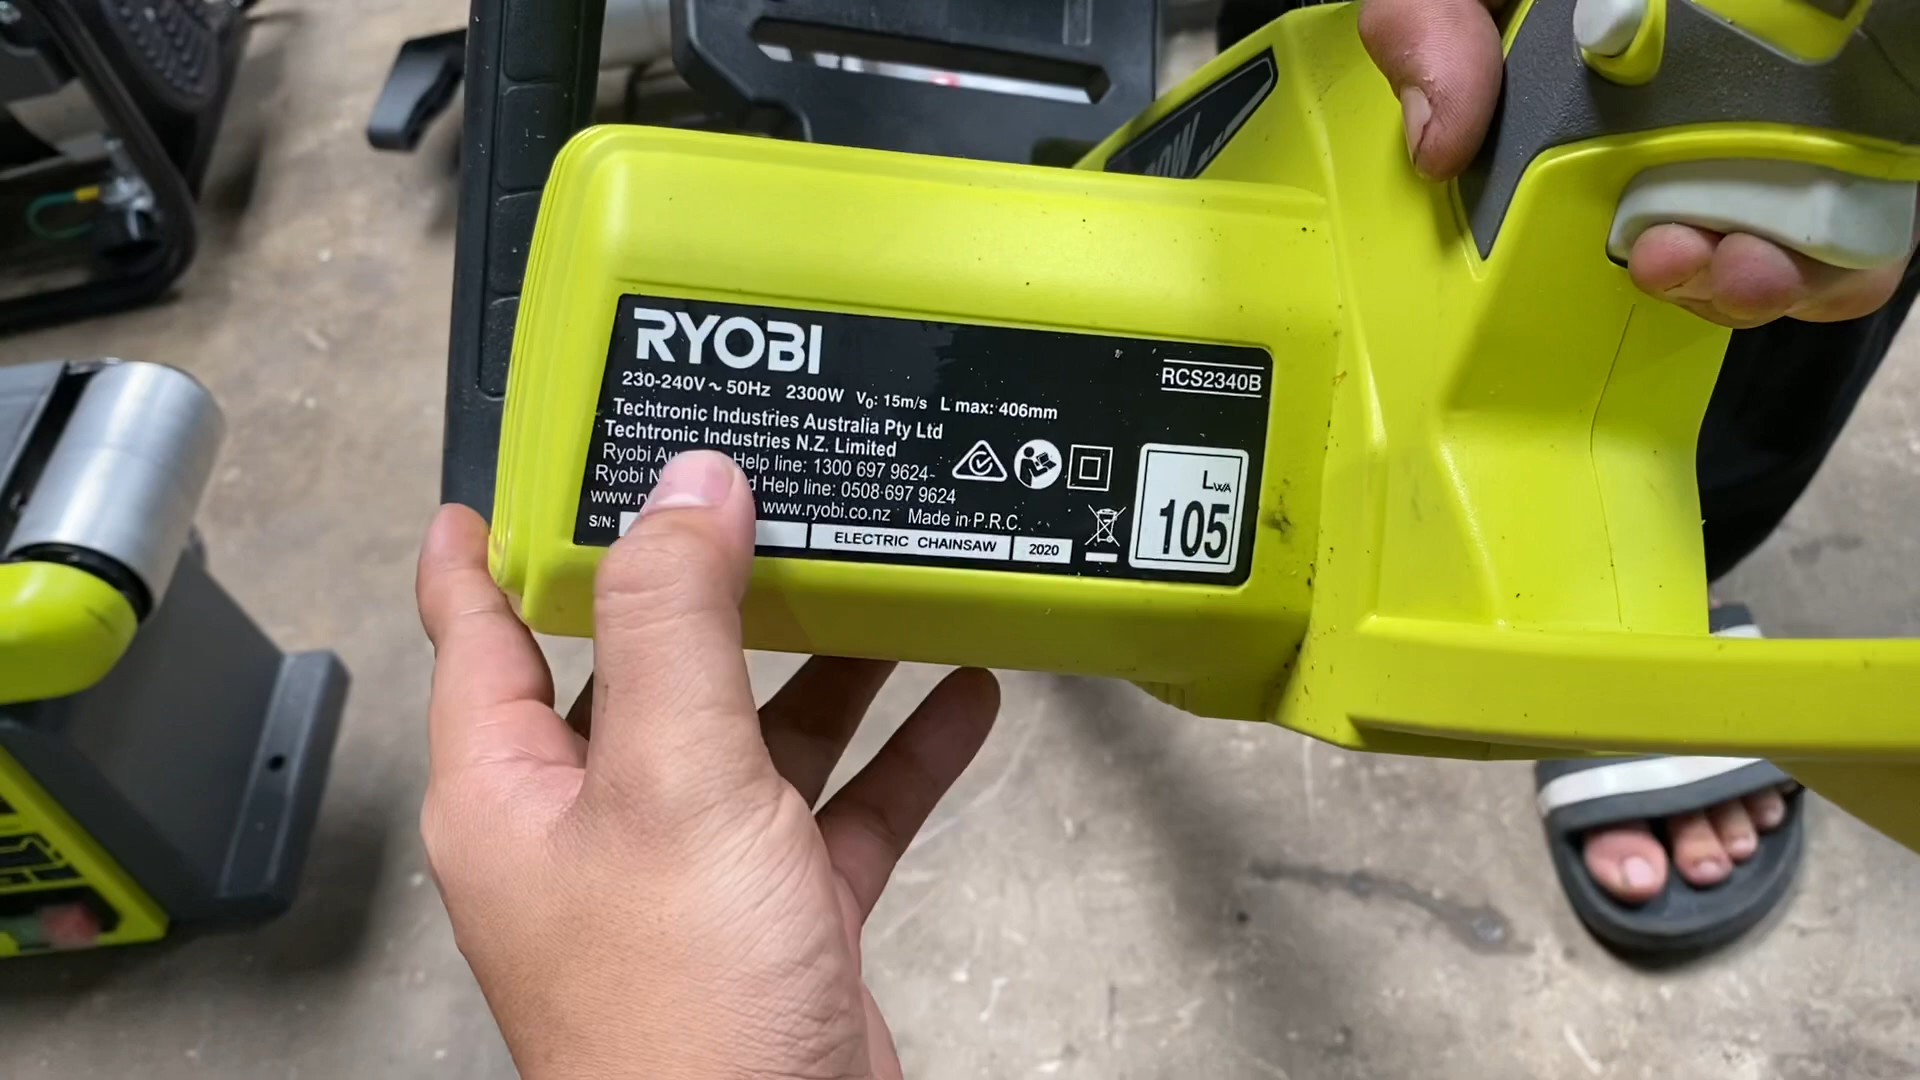 RYOBI
RCS2340B
230-240V ~ 50Hz 2300W V₀: 15m/s L max: 406mm
Techtronic Industries Australia Pty Ltd
Techtronic Industries N.Z. Limited
Ryobi Help line: 1300 697 962
Ryobi Help line: 0508 697 9624
www.ryobi.co.nz Made in P.R.C.
S/N:
ELECTRIC CHAINSAW
2020
LWA
105